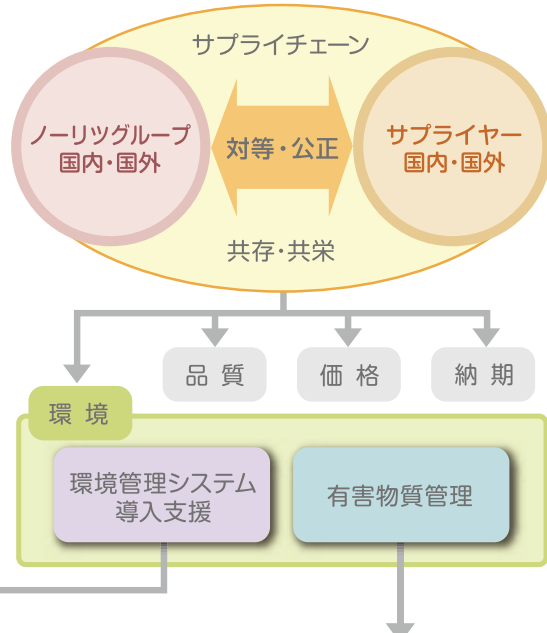 サプライチェーン
ノーリツグループ
国内・国外
対等・公正
サプライヤー
国内・国外
共存・共栄
品 質
価 格
納 期
環 境
環境管理システム
導入支援
有害物質管理